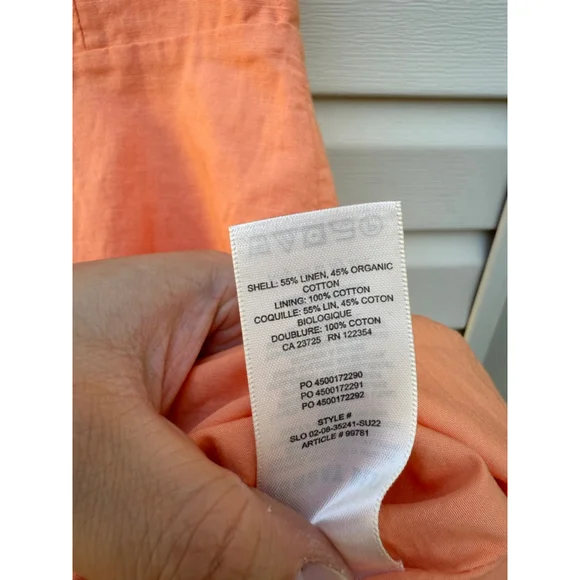 SHELL: 55% LINEN, 45% ORGANIC
COTTON
LINING: 100% COTTON
COQUILLE: 55% LIN, 45% COTON
BIOLOGIQUE
DOUBLURE: 100% COTON
CA 23725 RN 122354
PO 4500172290
PO 4500172291
PO 4500172292
STYLE #
SLO 02-06-35241-SU22
ARTICLE # 99781